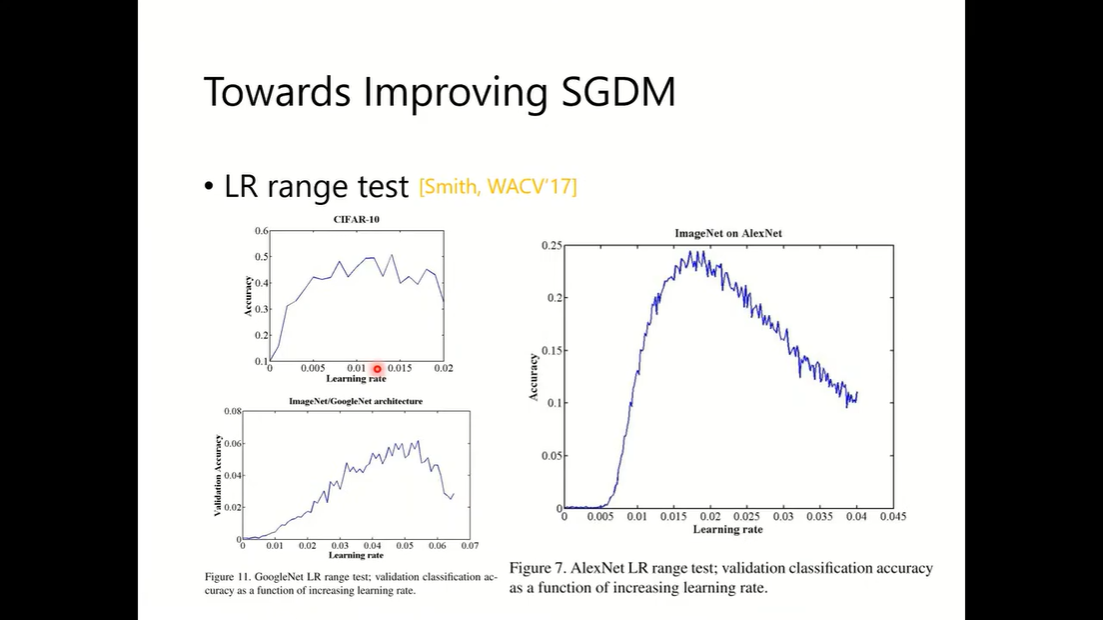 Towards Improving SGDM
• LR range test [Smith, WACV'17]
CIFAR-10
0.6
0.5
0.4
0.3
0.2
0.1
Accuracy
0 0.005 0.01 0.015 0.02
Learning rate
ImageNet/GoogleNet architecture
0.08
0.06
0.04
0.02
0
Validation Accuracy
0 0.01 0.02 0.03 0.04 0.05 0.06 0.07
Learning rate
Figure 11. GoogleNet LR range test; validation classification ac-
curacy as a function of increasing learning rate.
ImageNet on AlexNet
0.25
0.2
0.15
0.1
0.05
0
Accuracy
0 0.005 0.01 0.015 0.02 0.025 0.03 0.035 0.04 0.045
Learning rate
Figure 7. AlexNet LR range test; validation classification accuracy
as a function of increasing learning rate.